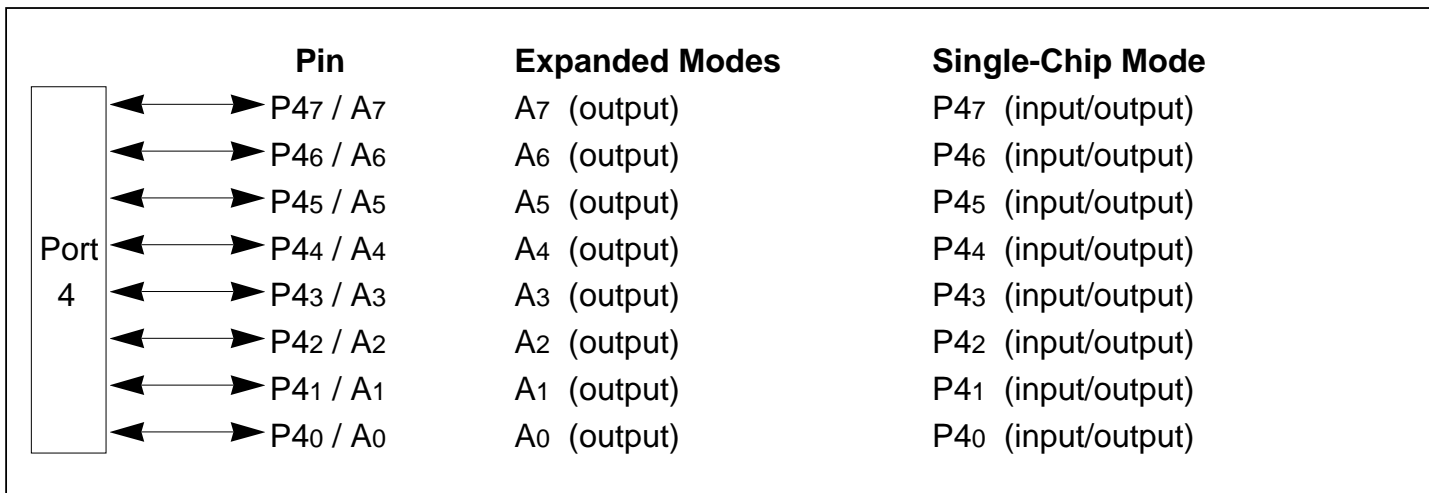 Pin Expanded Modes Single-Chip Mode
P47 / A7 A7 (output) P47 (input/output)
P46 / A6 A6 (output) P46 (input/output)
P45 / A5 A5 (output) P45 (input/output)
Port P44 / A4 A4 (output) P44 (input/output)
4 P43 / A3 A3 (output) P43 (input/output)
P42 / A2 A2 (output) P42 (input/output)
P41 / A1 A1 (output) P41 (input/output)
P40 / A0 A0 (output) P40 (input/output)